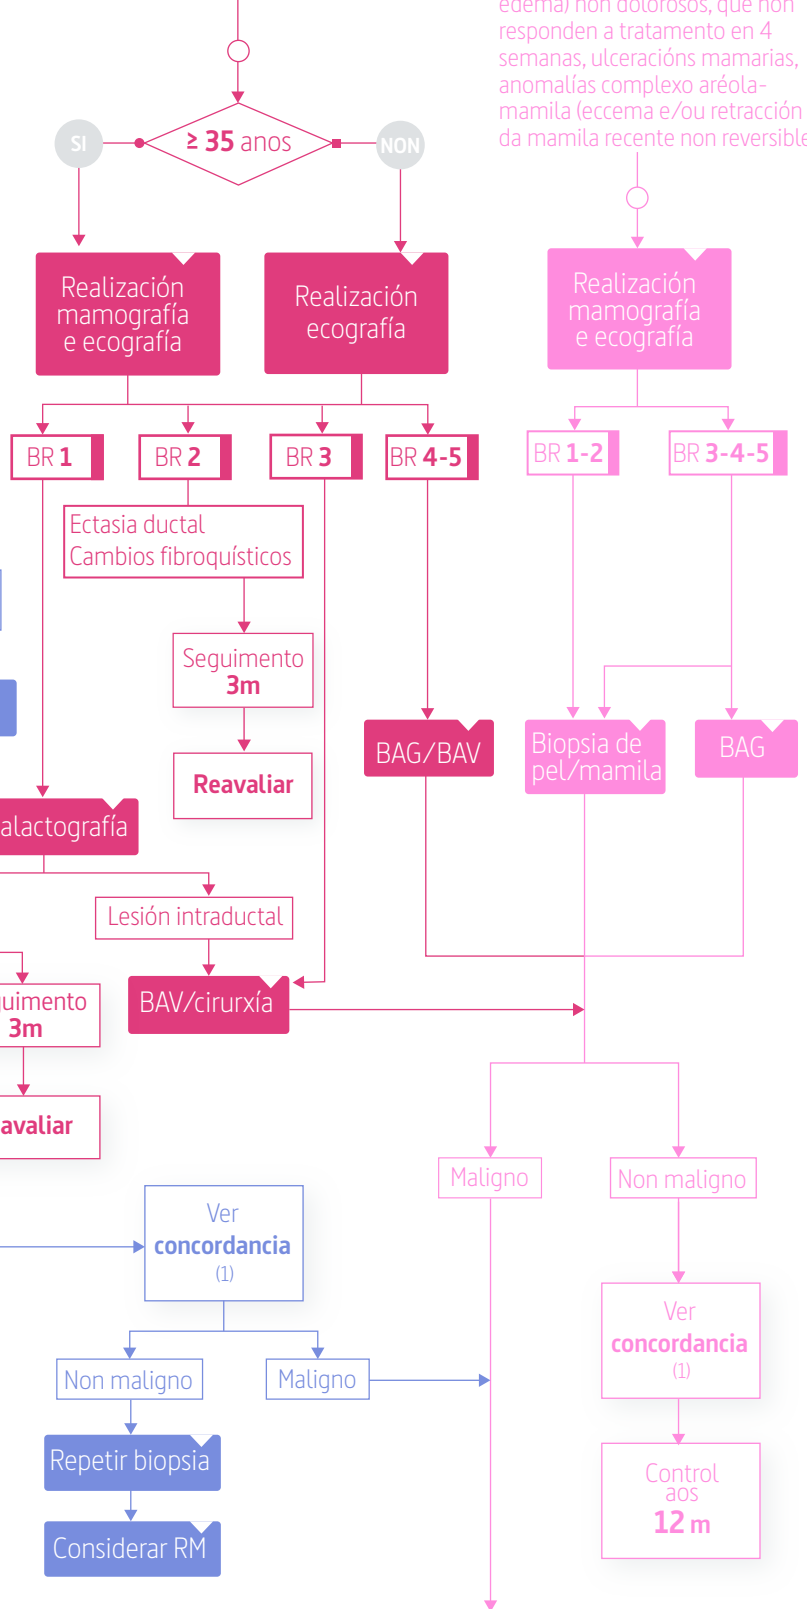 edema) non dolorosos, que non
responden a tratamento en 4
semanas, ulceracións mamarias,
anomalías complexo aréola-
mamila (eccema e/ou retracción
da mamila recente non reversible
SI
≥ 35 anos
NON
Realización
mamografía
e ecografía
Realización
ecografía
Realización
mamografía
e ecografía
BR 1
BR 2
BR 3
BR 4-5
BR 1-2
BR 3-4-5
Ectasia ductal
Cambios fibroquísticos
Seguimento
3m
Reavaliar
BAG/BAV
Biopsia de
pel/mamila
BAG
alactografía
Lesión intraductal
BAV/cirurxía
uimento
3m
avaliar
Maligno
Non maligno
Ver
concordancia
(1)
Ver
concordancia
(1)
Non maligno
Maligno
Repetir biopsia
Considerar RM
Control
aos
12 m